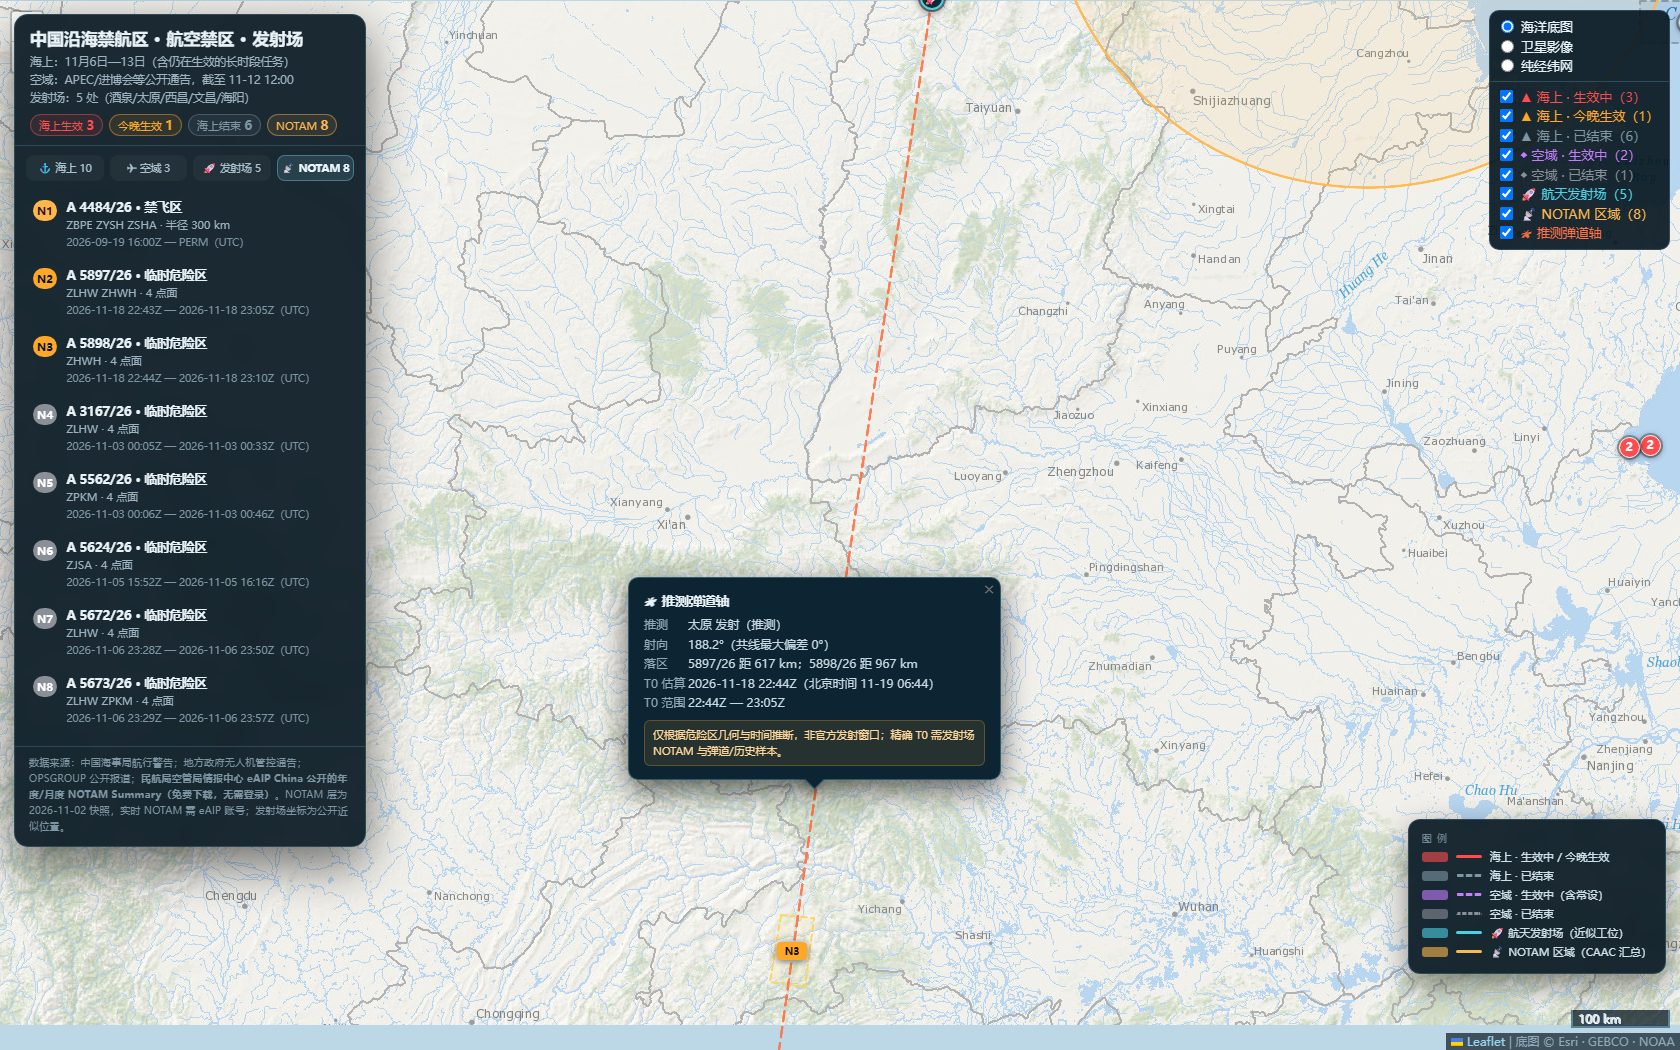 中国沿海禁航区 • 航空禁区 • 发射场
海上：11月6日—13日（含仍在生效的长时段任务）
空域：APEC/进博会等公开通告，截至 11-12 12:00
发射场：5 处（酒泉/太原/西昌/文昌/海阳）
海上生效 3
今晚生效 1
海上结束 6
NOTAM 8
海上 10
空域 3
发射场 5
NOTAM 8
N1
A 4484/26 • 禁飞区
ZBPE ZYSH ZSHA · 半径 300 km
2026-09-19 16:00Z — PERM（UTC）
N2
A 5897/26 • 临时危险区
ZLHW ZHWH · 4 点面
2026-11-18 22:43Z — 2026-11-18 23:05Z（UTC）
N3
A 5898/26 • 临时危险区
ZHWH · 4 点面
2026-11-18 22:44Z — 2026-11-18 23:10Z（UTC）
N4
A 3167/26 • 临时危险区
ZLHW · 4 点面
2026-11-03 00:05Z — 2026-11-03 00:33Z（UTC）
N5
A 5562/26 • 临时危险区
ZPKM · 4 点面
2026-11-03 00:06Z — 2026-11-03 00:46Z（UTC）
N6
A 5624/26 • 临时危险区
ZJSA · 4 点面
2026-11-05 15:52Z — 2026-11-05 16:16Z（UTC）
N7
A 5672/26 • 临时危险区
ZLHW · 4 点面
2026-11-06 23:28Z — 2026-11-06 23:50Z（UTC）
N8
A 5673/26 • 临时危险区
ZLHW ZPKM · 4 点面
2026-11-06 23:29Z — 2026-11-06 23:57Z（UTC）
数据来源：中国海事局航行警告；地方政府无人机管控通告；
OPSGROUP 公开报道；民航局空管局情报中心 eAIP China 公开的年
度/月度 NOTAM Summary（免费下载，无需登录）。NOTAM 层为
2026-11-02 快照，实时 NOTAM 需 eAIP 账号；发射场坐标为公开近
似位置。
海洋底图
卫星影像
纯经纬网
海上 · 生效中（3）
海上 · 今晚生效（1）
海上 · 已结束（6）
空域 · 生效中（2）
空域 · 已结束（1）
航天发射场（5）
NOTAM 区域（8）
推测弹道轴
Yinchuan
Taiyuan
Cangzhou
Shijiazhuang
Xingtai
Handan
Jinan
Huang He
Tai'an
Changzhi
Anyang
Puyang
Jining
Jiaozuo
Xinxiang
Zaozhuang
Linyi
2
2
Luoyang
Zhengzhou
Kaifeng
Xianyang
Xi'an
Xuzhou
Huaibei
Pingdingshan
Huaiyin
Zhumadian
Bengbu
Huainan
Yangzhou
Xinyang
Zhenjiang
Nanjing
Hefei
Chao Hu
Ma'anshan
Chengdu
Nanchong
Yichang
Wuhan
Shashi
Huangshi
Chongqing
N3
推测弹道轴
推测 太原 发射（推测）
射向 188.2°（共线最大偏差 0°）
落区 5897/26 距 617 km；5898/26 距 967 km
T0 估算 2026-11-18 22:44Z（北京时间 11-19 06:44）
T0 范围 22:44Z — 23:05Z
仅根据危险区几何与时间推断，非官方发射窗口；精确 T0 需发射场
NOTAM 与弹道/历史样本。
图 例
海上 · 生效中 / 今晚生效
海上 · 已结束
空域 · 生效中（含常设）
空域 · 已结束
航天发射场（近似工位）
NOTAM 区域（CAAC 汇总）
100 km
Leaflet | 底图 © Esri · GEBCO · NOAA